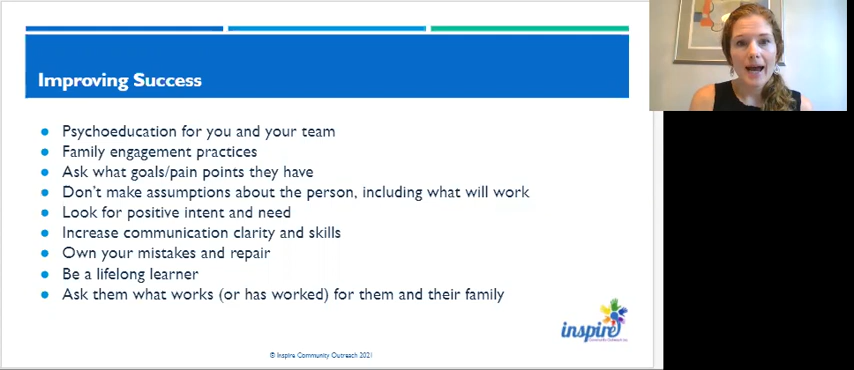 Improving Success
Psychoeducation for you and your team
Family engagement practices
Ask what goals/pain points they have
Don't make assumptions about the person, including what will work
Look for positive intent and need
Increase communication clarity and skills
Own your mistakes and repair
Be a lifelong learner
Ask them what works (or has worked) for them and their family
inspire
Community Outreach Inc.
© Inspire Community Outreach 2021